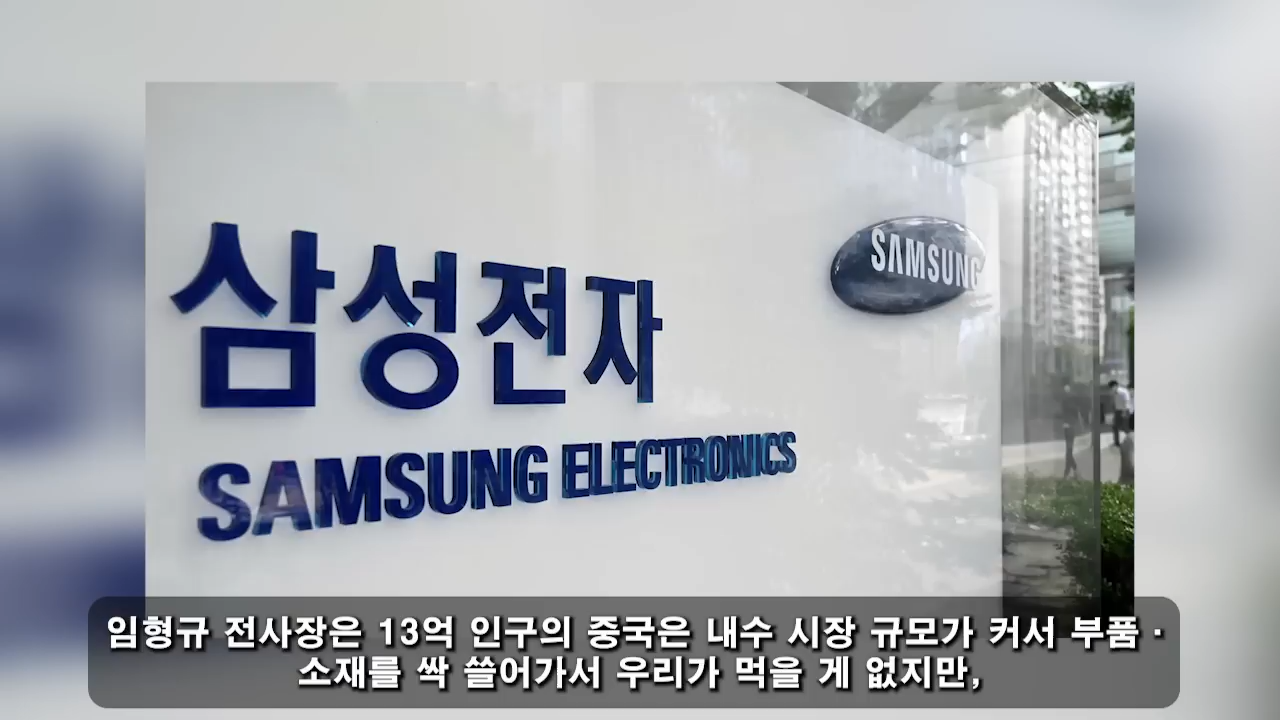 삼성전자
SAMSUNG
SAMSUNG ELECTRONICS
임형규 전사장은 13억 인구의 중국은 내수 시장 규모가 커서 부품·
소재를 싹 쓸어가서 우리가 먹을 게 없지만,